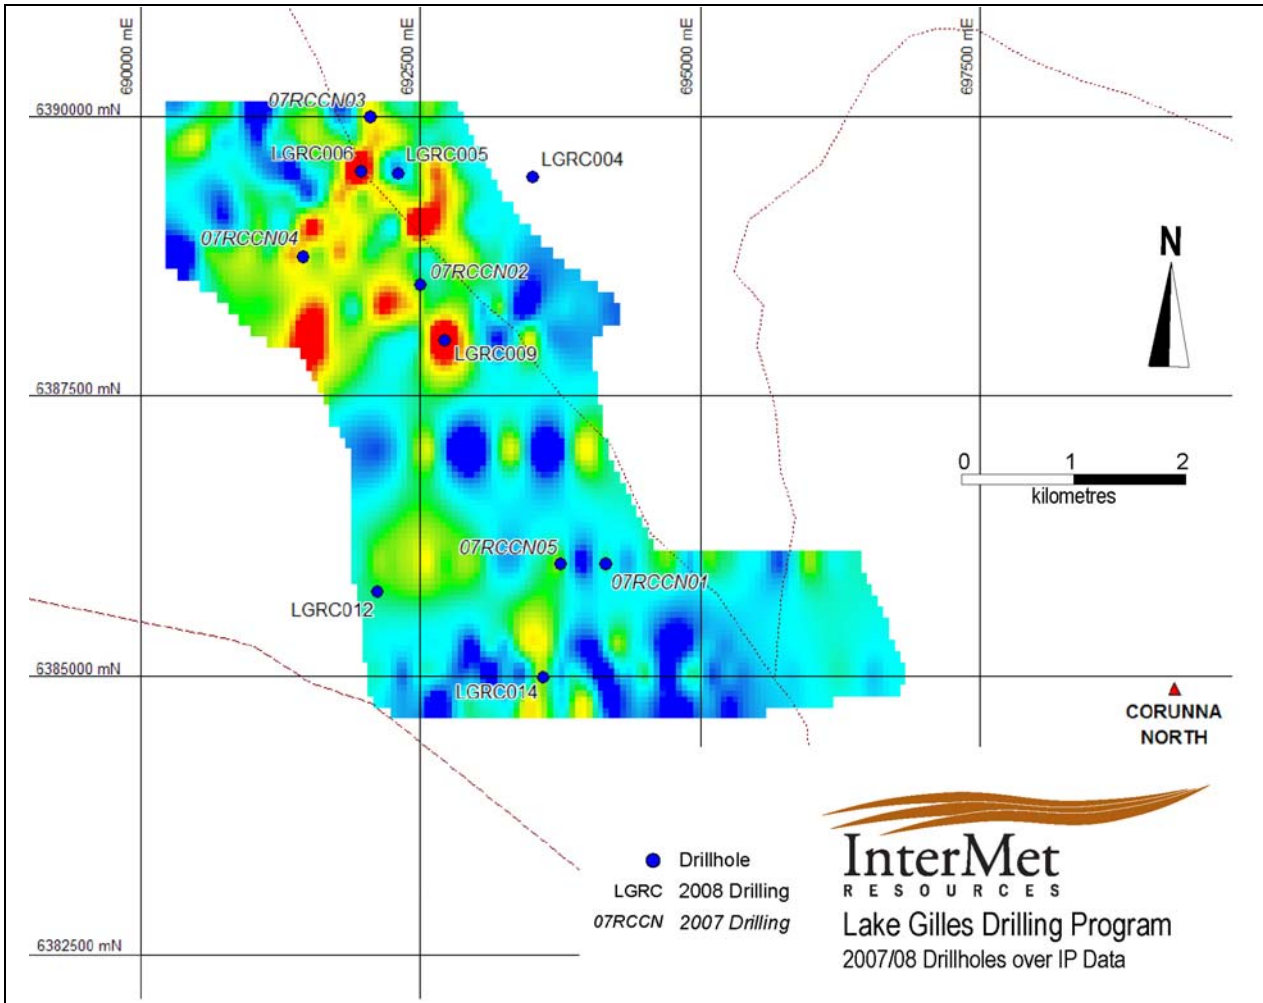 690000 mE
692500 mE
695000 mE
697500 mE
6390000 mN
07RCCN03
LGRC006
LGRC005
LGRC004
07RCCN04
07RCCN02
N
LGRC009
6387500 mN
0 1 2
kilometres
07RCCN05
07RCCN01
LGRC012
LGRC014
6385000 mN
CORUNNA
NORTH
InterMet
RESOURCES
Drillhole
LGRC 2008 Drilling
07RCCN 2007 Drilling
Lake Gilles Drilling Program
2007/08 Drillholes over IP Data
6382500 mN